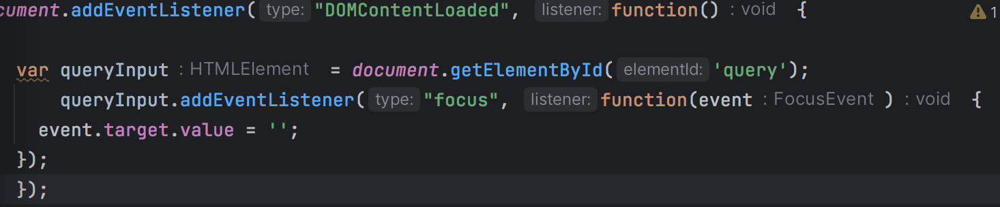 cument.addEventListener( type: "DOMContentLoaded", listener: function() : void {
var queryInput : HTMLElement = document.getElementById( elementId: 'query');
queryInput.addEventListener( type: "focus", listener: function(event : FocusEvent ) : void {
event.target.value = '';
});
});
1